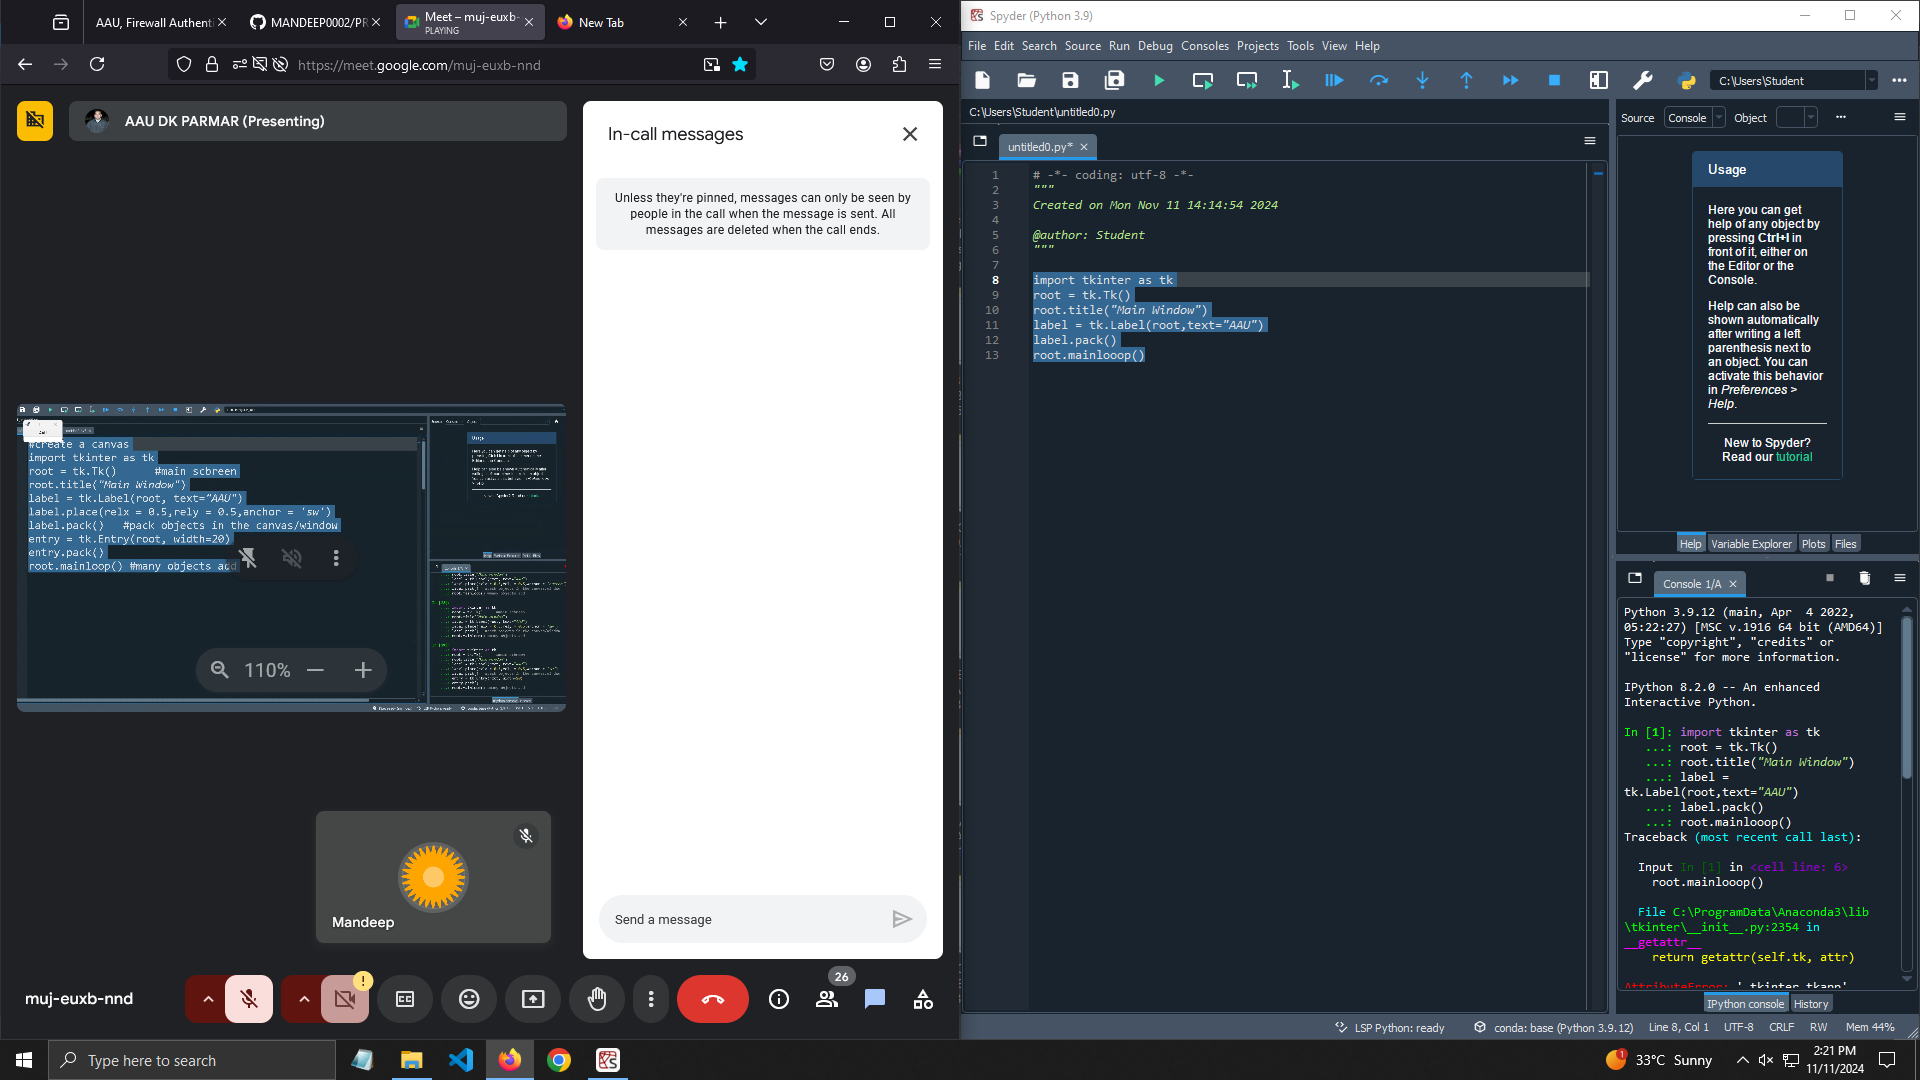 AAU, Firewall Authenti
MANDEEP0002/PR
Meet – muj-euxb-
PLAYING
New Tab
https://meet.google.com/muj-euxb-nnd
AAU DK PARMAR (Presenting)
In-call messages
Unless they're pinned, messages can only be seen by
people in the call when the message is sent. All
messages are deleted when the call ends.
#create a canvas
import tkinter as tk
root = tk.Tk() #main scbreen
root.title("Main Window")
label = tk.Label(root, text="AAU")
label.place(relx = 0.5,rely = 0.5,anchor = 'sw')
label.pack() #pack objects in the canvas/window
entry = tk.Entry(root, width=20)
entry.pack()
root.mainloop() #many objects add
110%
Mandeep
Send a message
muj-euxb-nnd
26
Spyder (Python 3.9)
File Edit Search Source Run Debug Consoles Projects Tools View Help
C:\Users\Student
C:\Users\Student\untitled0.py
untitled0.py*
1 # -*- coding: utf-8 -*-
2 """
3 Created on Mon Nov 11 14:14:54 2024
4
5 @author: Student
6 """
7
8 import tkinter as tk
9 root = tk.Tk()
10 root.title("Main Window")
11 label = tk.Label(root,text="AAU")
12 label.pack()
13 root.mainlooop()
Source Console Object
Usage
Here you can get
help of any object by
pressing Ctrl+I in
front of it, either on
the Editor or the
Console.
Help can also be
shown automatically
after writing a left
parenthesis next to
an object. You can
activate this behavior
in Preferences >
Help.
New to Spyder?
Read our tutorial
Help Variable Explorer Plots Files
Console 1/A
Python 3.9.12 (main, Apr 4 2022,
05:22:27) [MSC v.1916 64 bit (AMD64)]
Type "copyright", "credits" or
"license" for more information.
IPython 8.2.0 -- An enhanced
Interactive Python.
In [1]: import tkinter as tk
...: root = tk.Tk()
...: root.title("Main Window")
...: label =
tk.Label(root,text="AAU")
...: label.pack()
...: root.mainlooop()
Traceback (most recent call last):
Input In [1] in <cell line: 6>
root.mainlooop()
File C:\ProgramData\Anaconda3\lib
\tkinter\__init__.py:2354 in
__getattr__
return getattr(self.tk, attr)
AttributeError: '_tkinter.tkapp'
IPython console History
LSP Python: ready conda: base (Python 3.9.12) Line 8, Col 1 UTF-8 CRLF RW Mem 44%
Type here to search
1 33°C Sunny
2:21 PM
11/11/2024